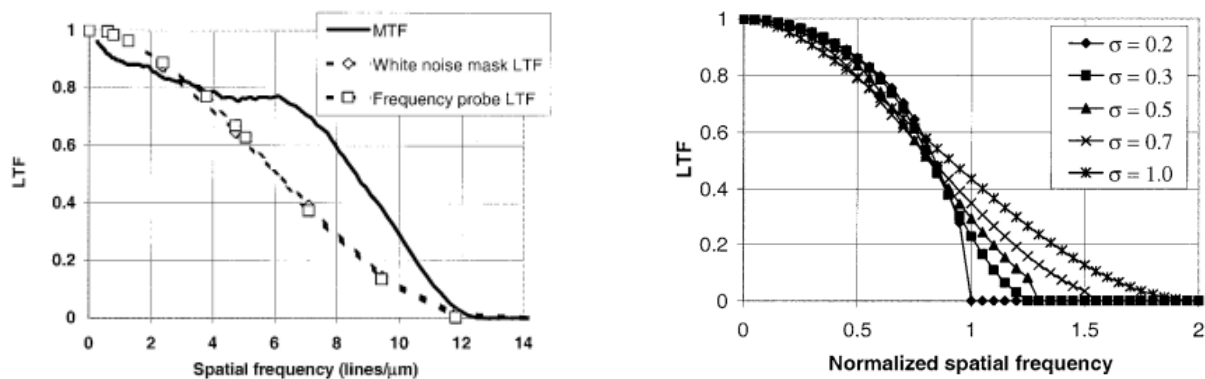 1
0.8
0.6
0.4
0.2
0
LTF
0 2 4 6 8 10 12 14
Spatial frequency (lines/μm)
MTF
White noise mask LTF
Frequency probe LTF
1
0.8
0.6
0.4
0.2
0
LTF
0 0.5 1 1.5 2
Normalized spatial frequency
σ = 0.2
σ = 0.3
σ = 0.5
σ = 0.7
σ = 1.0